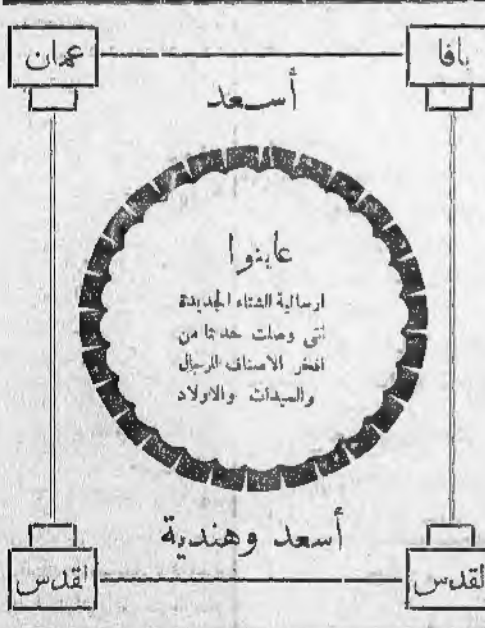 يافا
عمان
أسعد
عاينوا
ارسالية الشتاء الجديدة
التي وصلت حديثا من
افخر الاصناف للرجال
والسيدات والاولاد
أسعد وهندية
القدس
القدس